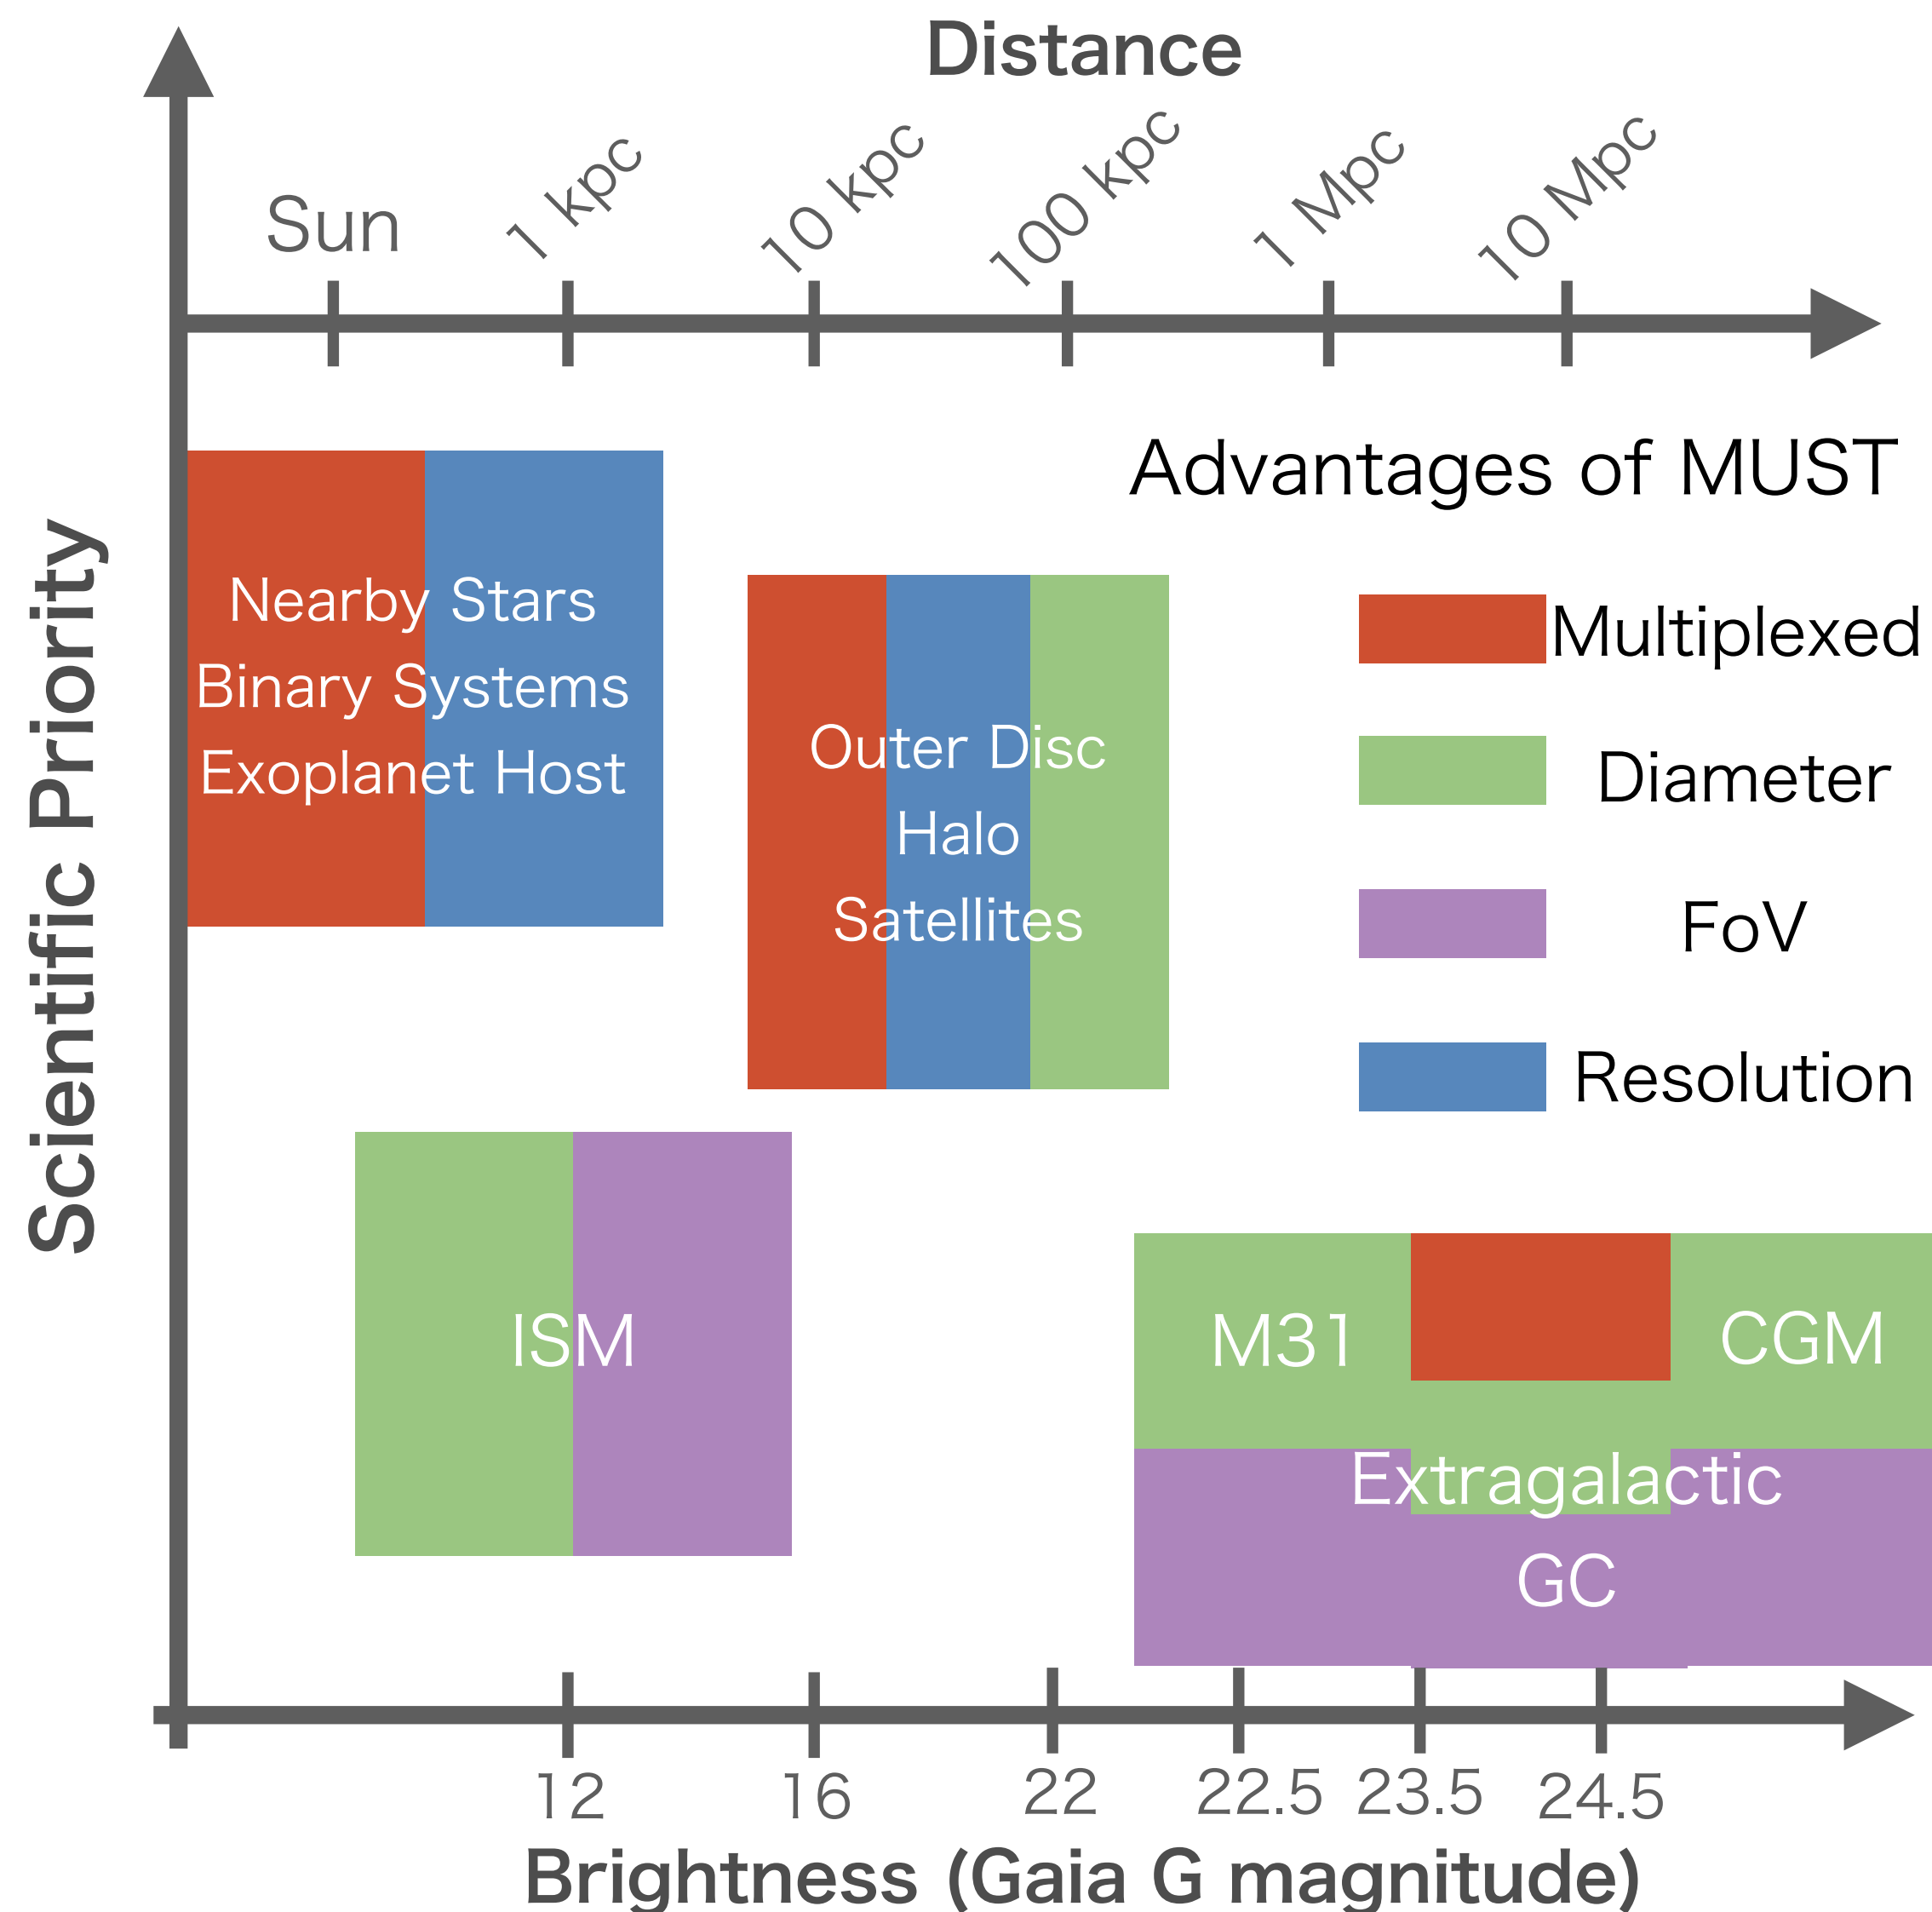 Distance
Sun
1 kpc
10 kpc
100 kpc
1 Mpc
10 Mpc
Scientific Priority
Advantages of MUST
Multiplexed
Diameter
FoV
Resolution
Nearby Stars
Binary Systems
Exoplanet Host
Outer Disc
Halo
Satellites
ISM
M31
CGM
Extragalactic
GC
12
16
22
22.5
23.5
24.5
Brightness (Gaia G magnitude)